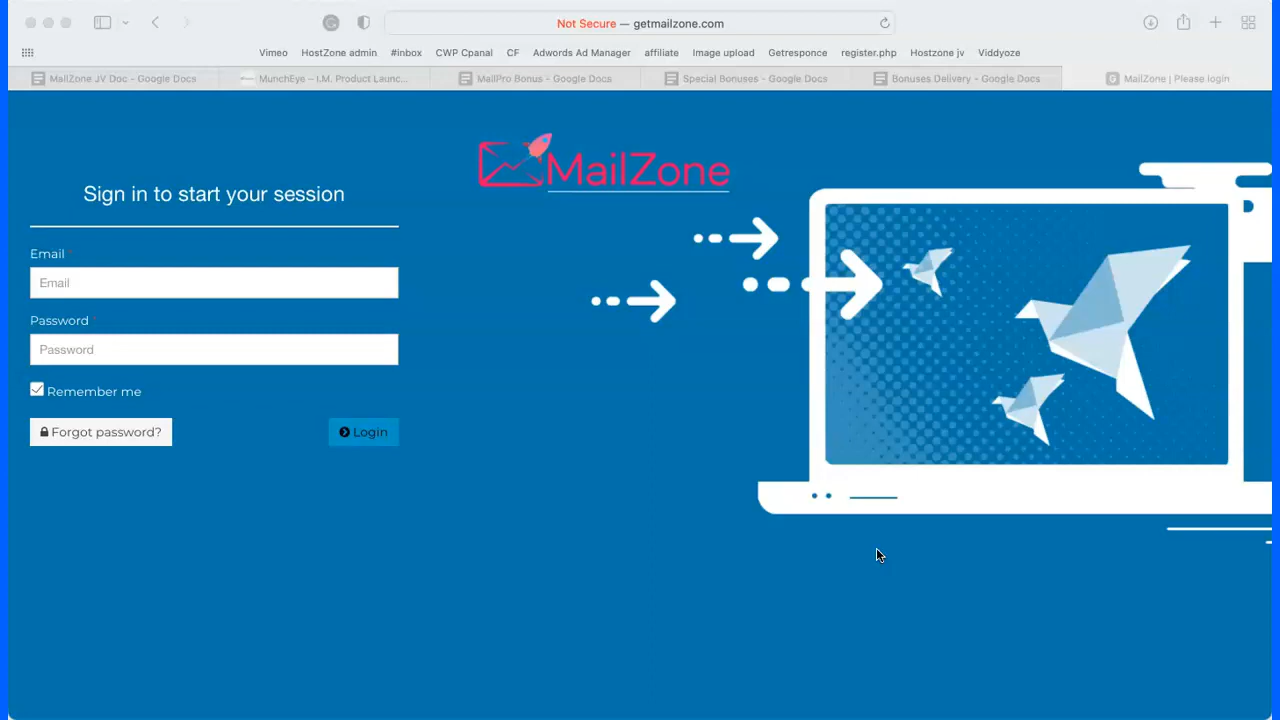 Not Secure — getmailzone.com
Vimeo HostZone admin #inbox CWP Cpanal CF Adwords Ad Manager affiliate Image upload Getresponce register.php Hostzone jv Viddyoze
MailZone JV Doc - Google Docs MunchEye – I.M. Product Launc... MailPro Bonus - Google Docs Special Bonuses - Google Docs Bonuses Delivery - Google Docs G MailZone | Please login
MailZone
Sign in to start your session
Email *
Email
Password *
Password
Remember me
Forgot password? Login